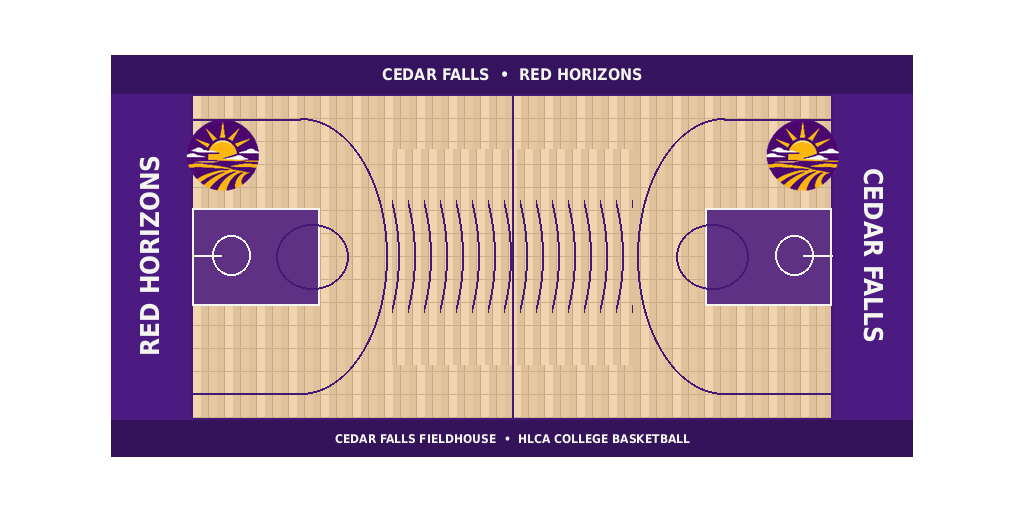 CEDAR FALLS • RED HORIZONS
RED HORIZONS
CEDAR FALLS
CEDAR FALLS FIELDHOUSE • HLCA COLLEGE BASKETBALL